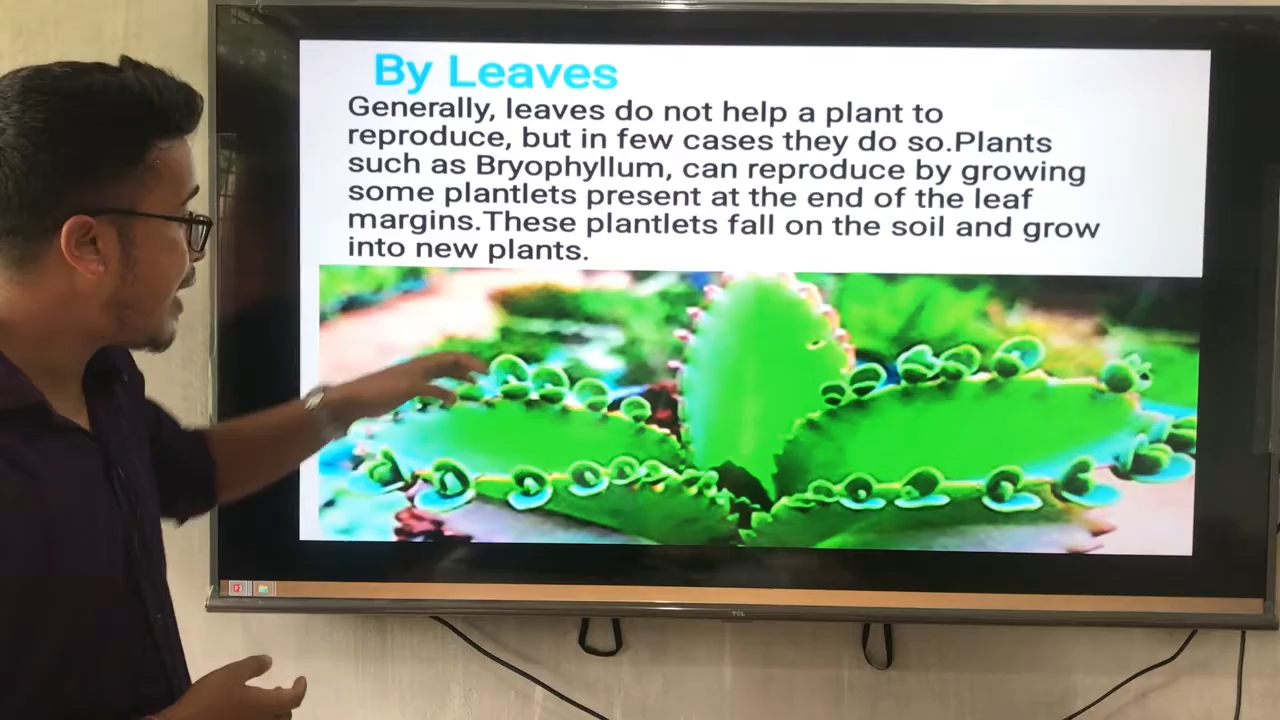 By Leaves
Generally, leaves do not help a plant to
reproduce, but in few cases they do so.Plants
such as Bryophyllum, can reproduce by growing
some plantlets present at the end of the leaf
margins.These plantlets fall on the soil and grow
into new plants.
TCL